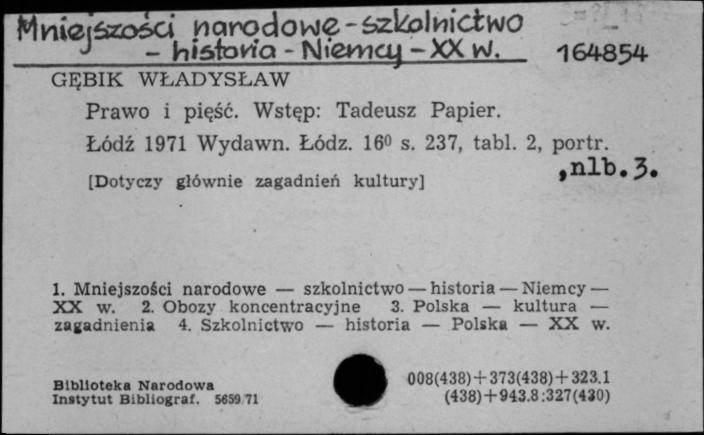 Mniejszości narodowe - szkolnictwo
- historia - Niemcy - XX w.
164854
GĘBIK WŁADYSŁAW
Prawo i pięść. Wstęp: Tadeusz Papier.
Łódź 1971 Wydawn. Łódz. 16⁰ s. 237, tabl. 2, portr.
, nlb. 3.
[Dotyczy głównie zagadnień kultury]
1. Mniejszości narodowe — szkolnictwo — historia — Niemcy —
XX w. 2. Obozy koncentracyjne 3. Polska — kultura —
zagadnienia 4. Szkolnictwo — historia — Polska — XX w.
Biblioteka Narodowa
Instytut Bibliograf. 5659/71
008(438)+373(438)+323.1
(438)+943.8:327(430)